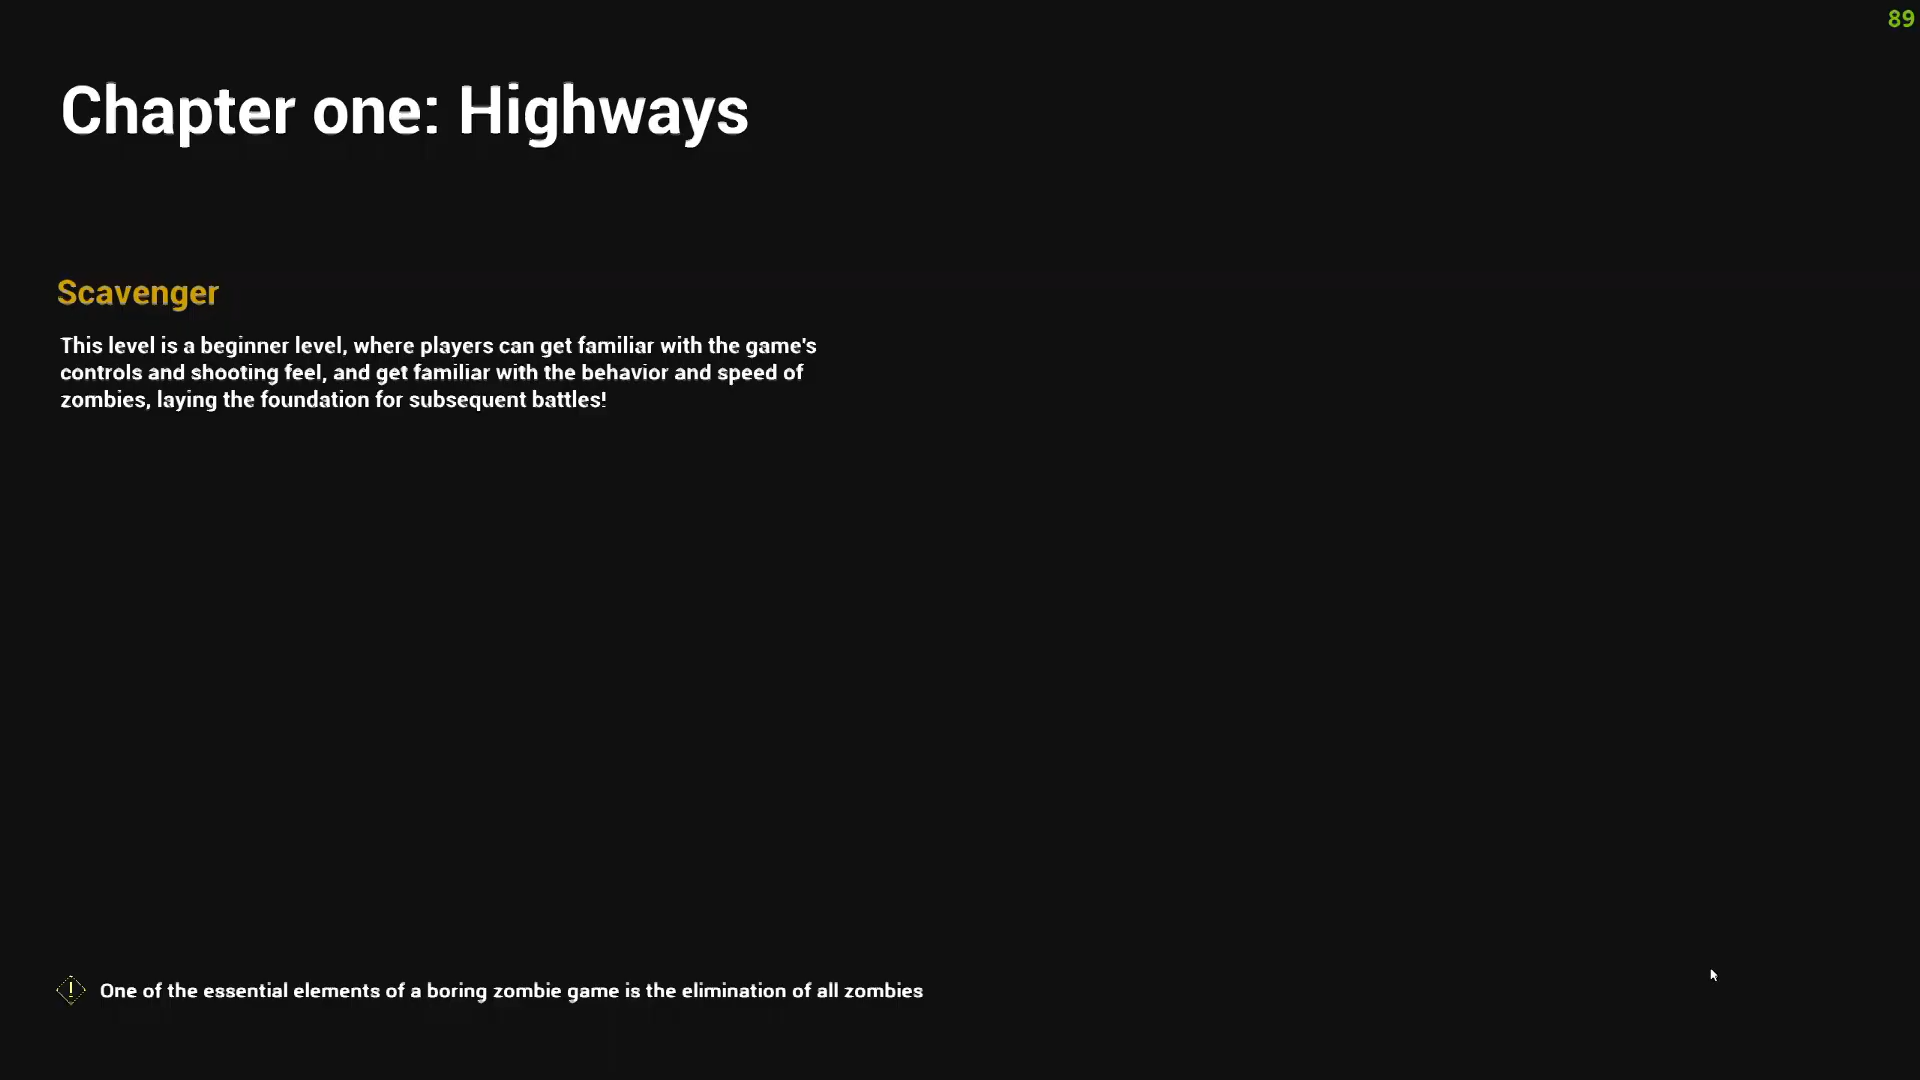 89
Chapter one: Highways
Scavenger
This level is a beginner level, where players can get familiar with the game's
controls and shooting feel, and get familiar with the behavior and speed of
zombies, laying the foundation for subsequent battles!
One of the essential elements of a boring zombie game is the elimination of all zombies